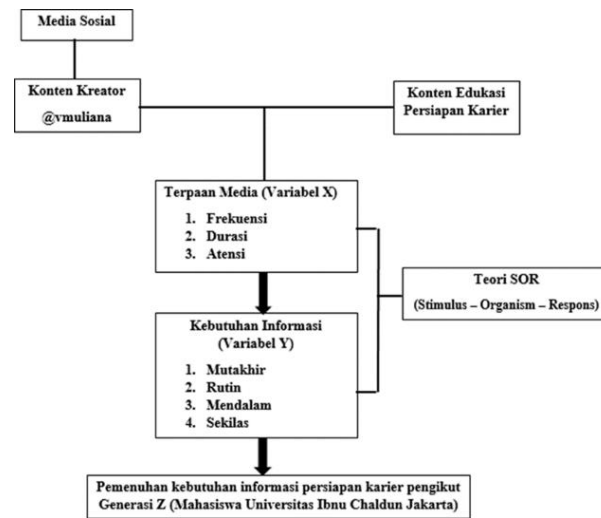 Media Sosial
Konten Kreator
@vmuliana
Konten Edukasi
Persiapan Karier
Terpaan Media (Variabel X)
1. Frekuensi
2. Durasi
3. Atensi
Teori SOR
(Stimulus – Organism – Respons)
Kebutuhan Informasi
(Variabel Y)
1. Mutakhir
2. Rutin
3. Mendalam
4. Sekilas
Pemenuhan kebutuhan informasi persiapan karier pengikut
Generasi Z (Mahasiswa Universitas Ibnu Chaldun Jakarta)